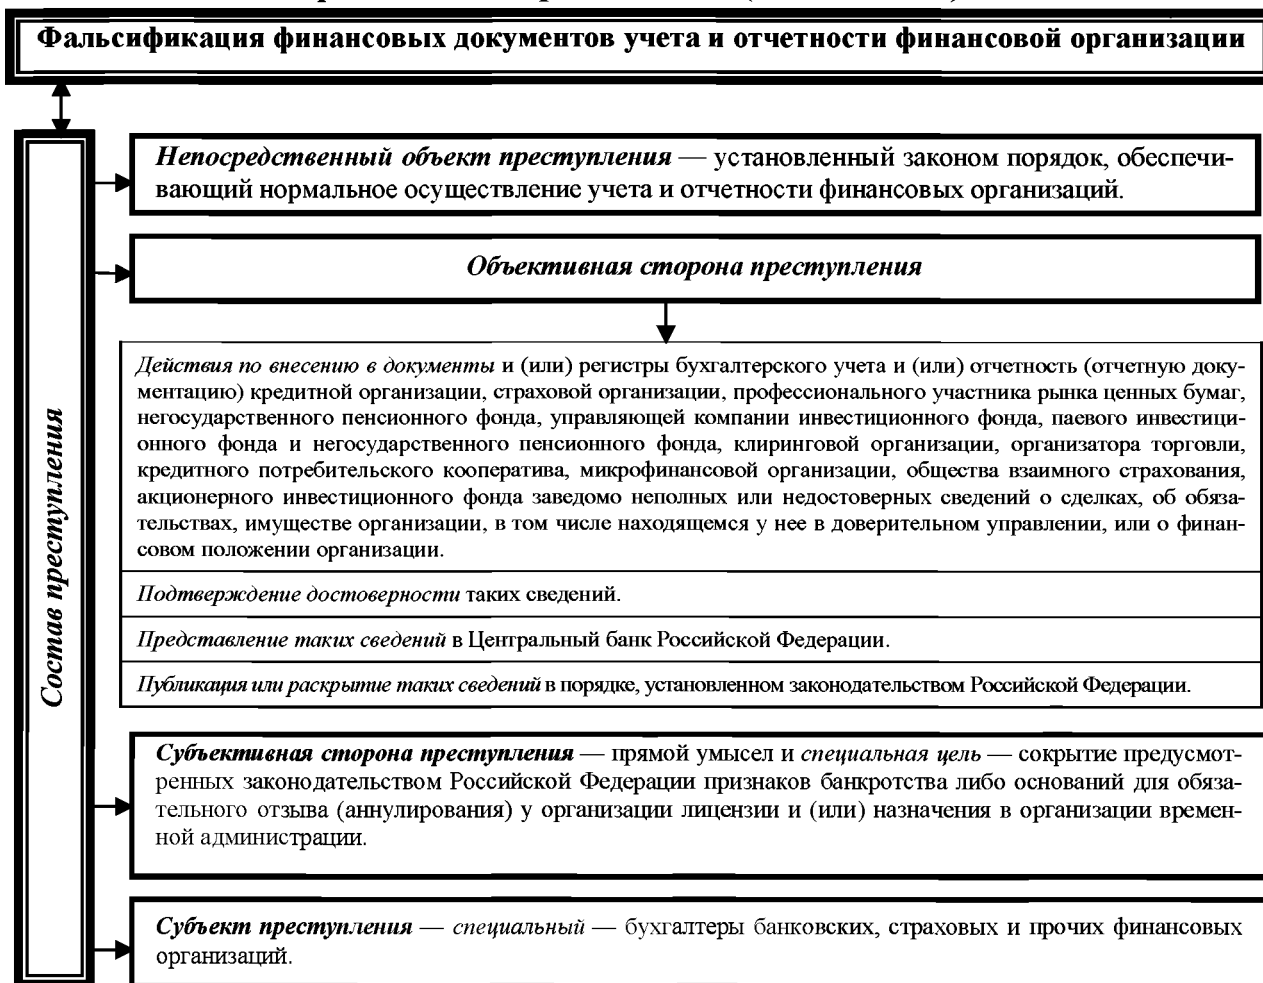 Фальсификация финансовых документов учета и отчетности финансовой организации
Состав преступления
Непосредственный объект преступления — установленный законом порядок, обеспечи-
вающий нормальное осуществление учета и отчетности финансовых организаций.
Объективная сторона преступления
Действия по внесению в документы и (или) регистры бухгалтерского учета и (или) отчетность (отчетную доку-
ментацию) кредитной организации, страховой организации, профессионального участника рынка ценных бумаг,
негосударственного пенсионного фонда, управляющей компании инвестиционного фонда, паевого инвестици-
онного фонда и негосударственного пенсионного фонда, клиринговой организации, организатора торговли,
кредитного потребительского кооператива, микрофинансовой организации, общества взаимного страхования,
акционерного инвестиционного фонда заведомо неполных или недостоверных сведений о сделках, об обяза-
тельствах, имуществе организации, в том числе находящемся у нее в доверительном управлении, или о финан-
совом положении организации.
Подтверждение достоверности таких сведений.
Представление таких сведений в Центральный банк Российской Федерации.
Публикация или раскрытие таких сведений в порядке, установленном законодательством Российской Федерации.
Субъективная сторона преступления — прямой умысел и специальная цель — сокрытие предусмот-
ренных законодательством Российской Федерации признаков банкротства либо оснований для обяза-
тельного отзыва (аннулирования) у организации лицензии и (или) назначения в организации времен-
ной администрации.
Субъект преступления — специальный — бухгалтеры банковских, страховых и прочих финансовых
организаций.